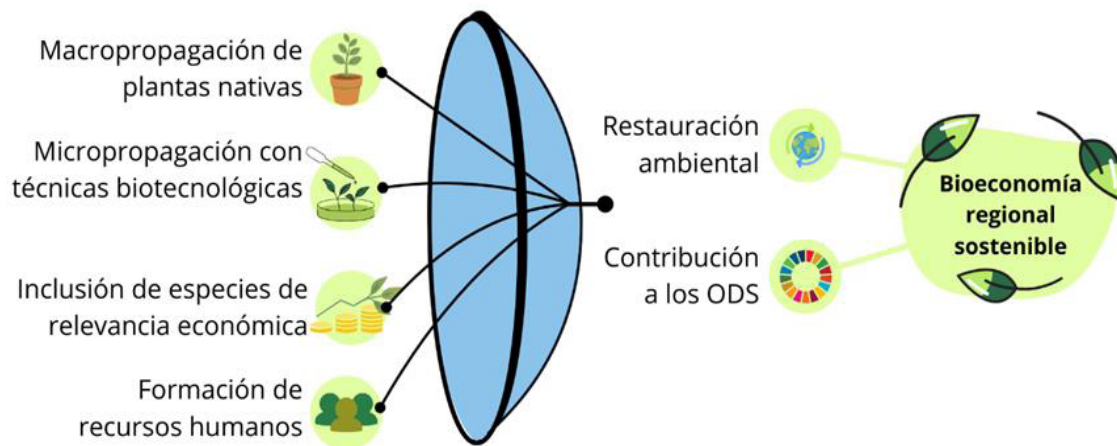 Macropropagación de
plantas nativas
Micropropagación con
técnicas biotecnológicas
Inclusión de especies de
relevancia económica
Formación de
recursos humanos
Restauración
ambiental
Contribución
a los ODS
Bioeconomía
regional
sostenible